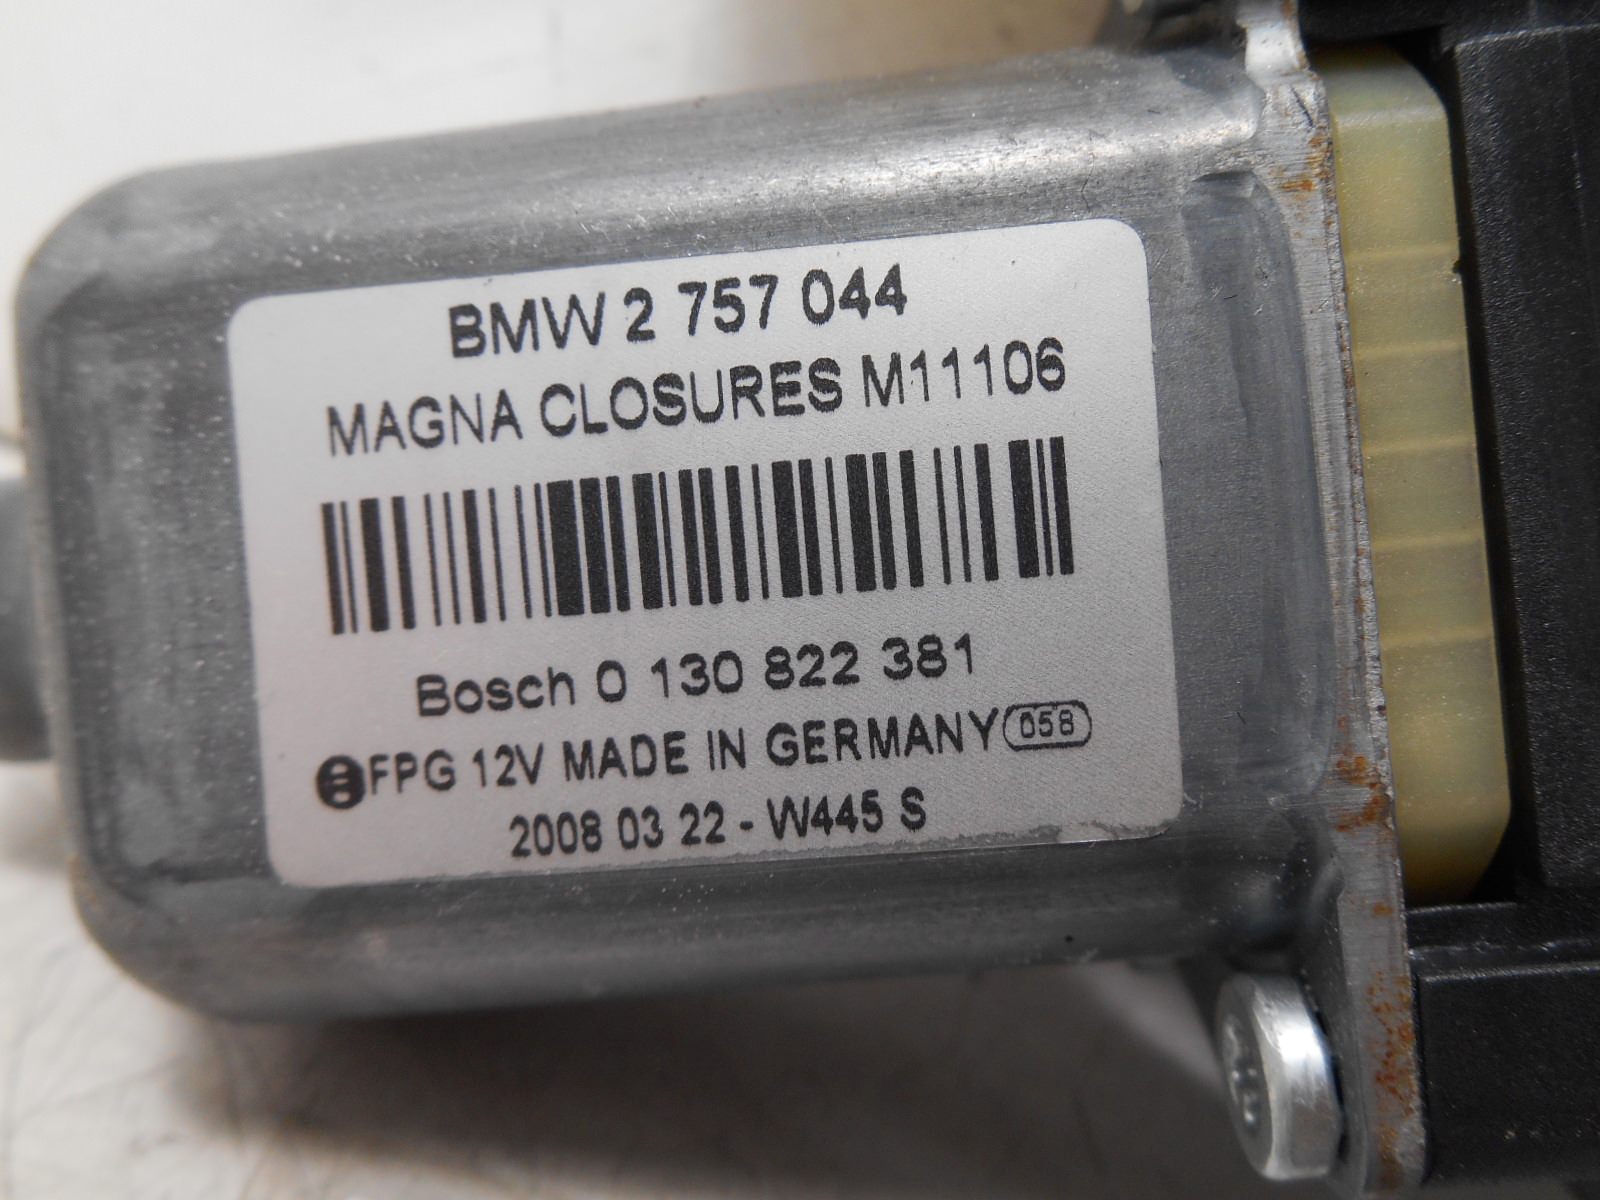 BMW 2 757 044
MAGNA CLOSURES M11106
Bosch 0 130 822 381
FPG 12V MADE IN GERMANY 058
2008 03 22 - W445 S